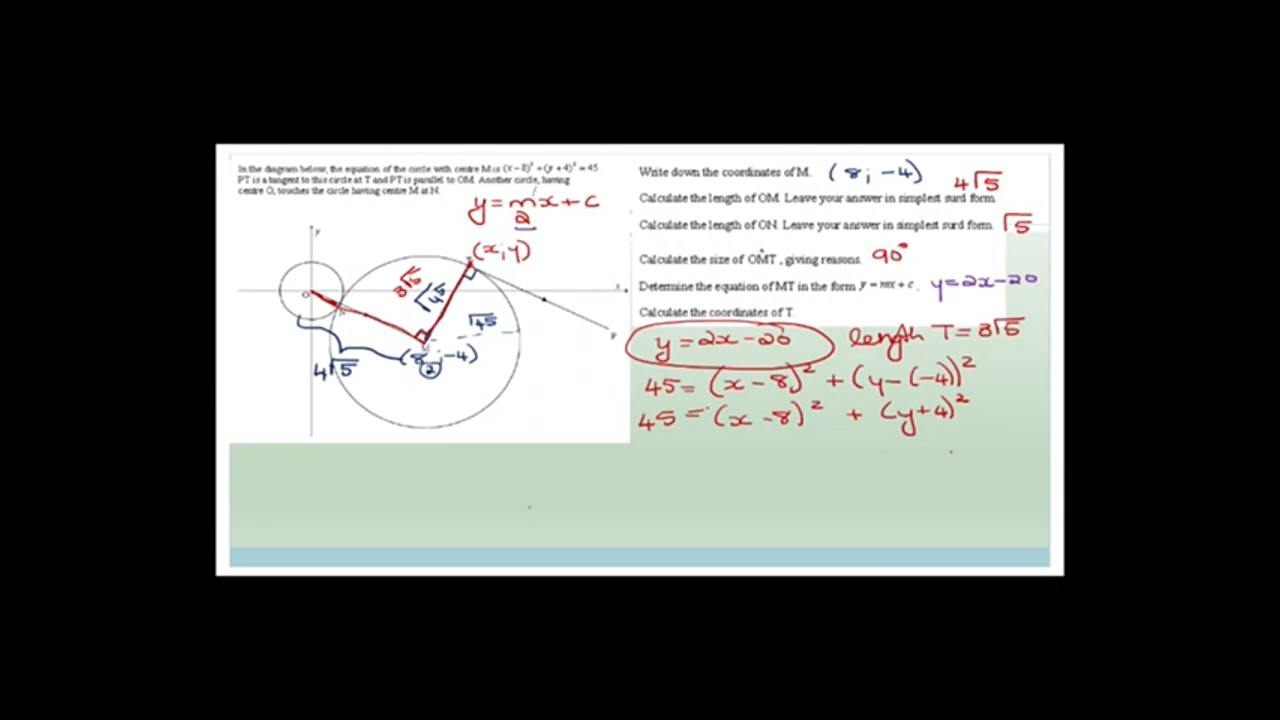 In the diagram below, the equation of the circle with centre M is (x−8)² + (y+4)² = 45
PT is a tangent to this circle at T and PT is parallel to OM. Another circle, having
centre O, touches the circle having centre M at N.
y = mx + c
2
(x; y)
y
T
x
O
N
3√5
√45
√45
M
(8; −4)
2
4√5
P
Write down the coordinates of M. (8; −4)
4√5
Calculate the length of OM. Leave your answer in simplest surd form.
Calculate the length of ON. Leave your answer in simplest surd form. √5
Calculate the size of OM̂T, giving reasons. 90°
Determine the equation of MT in the form y = mx + c. y=2x−20
Calculate the coordinates of T.
y = 2x − 20 length T = 3√5
45 = (x − 8)² + (y − (−4))²
45 = (x − 8)² + (y+4)²